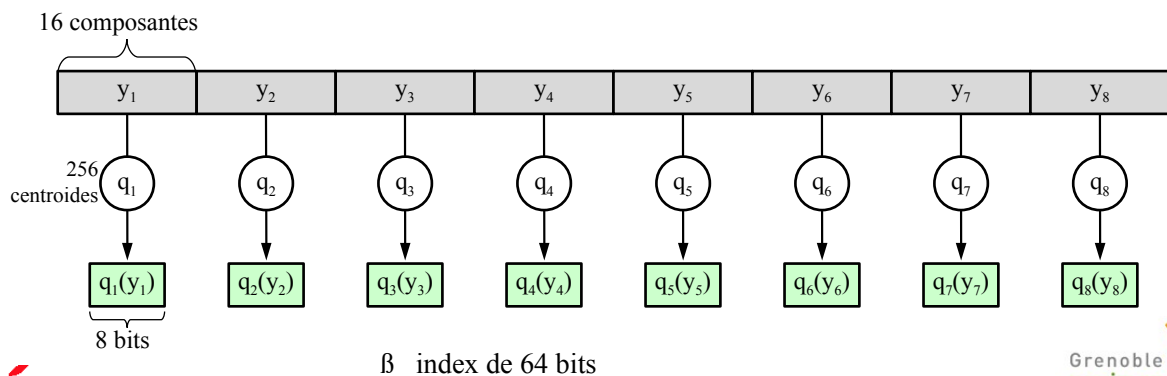 16 composantes
y₁ y₂ y₃ y₄ y₅ y₆ y₇ y₈
256
centroides
q₁ q₂ q₃ q₄ q₅ q₆ q₇ q₈
q₁(y₁) q₂(y₂) q₃(y₃) q₄(y₄) q₅(y₅) q₆(y₆) q₇(y₇) q₈(y₈)
8 bits
ß index de 64 bits
Grenoble